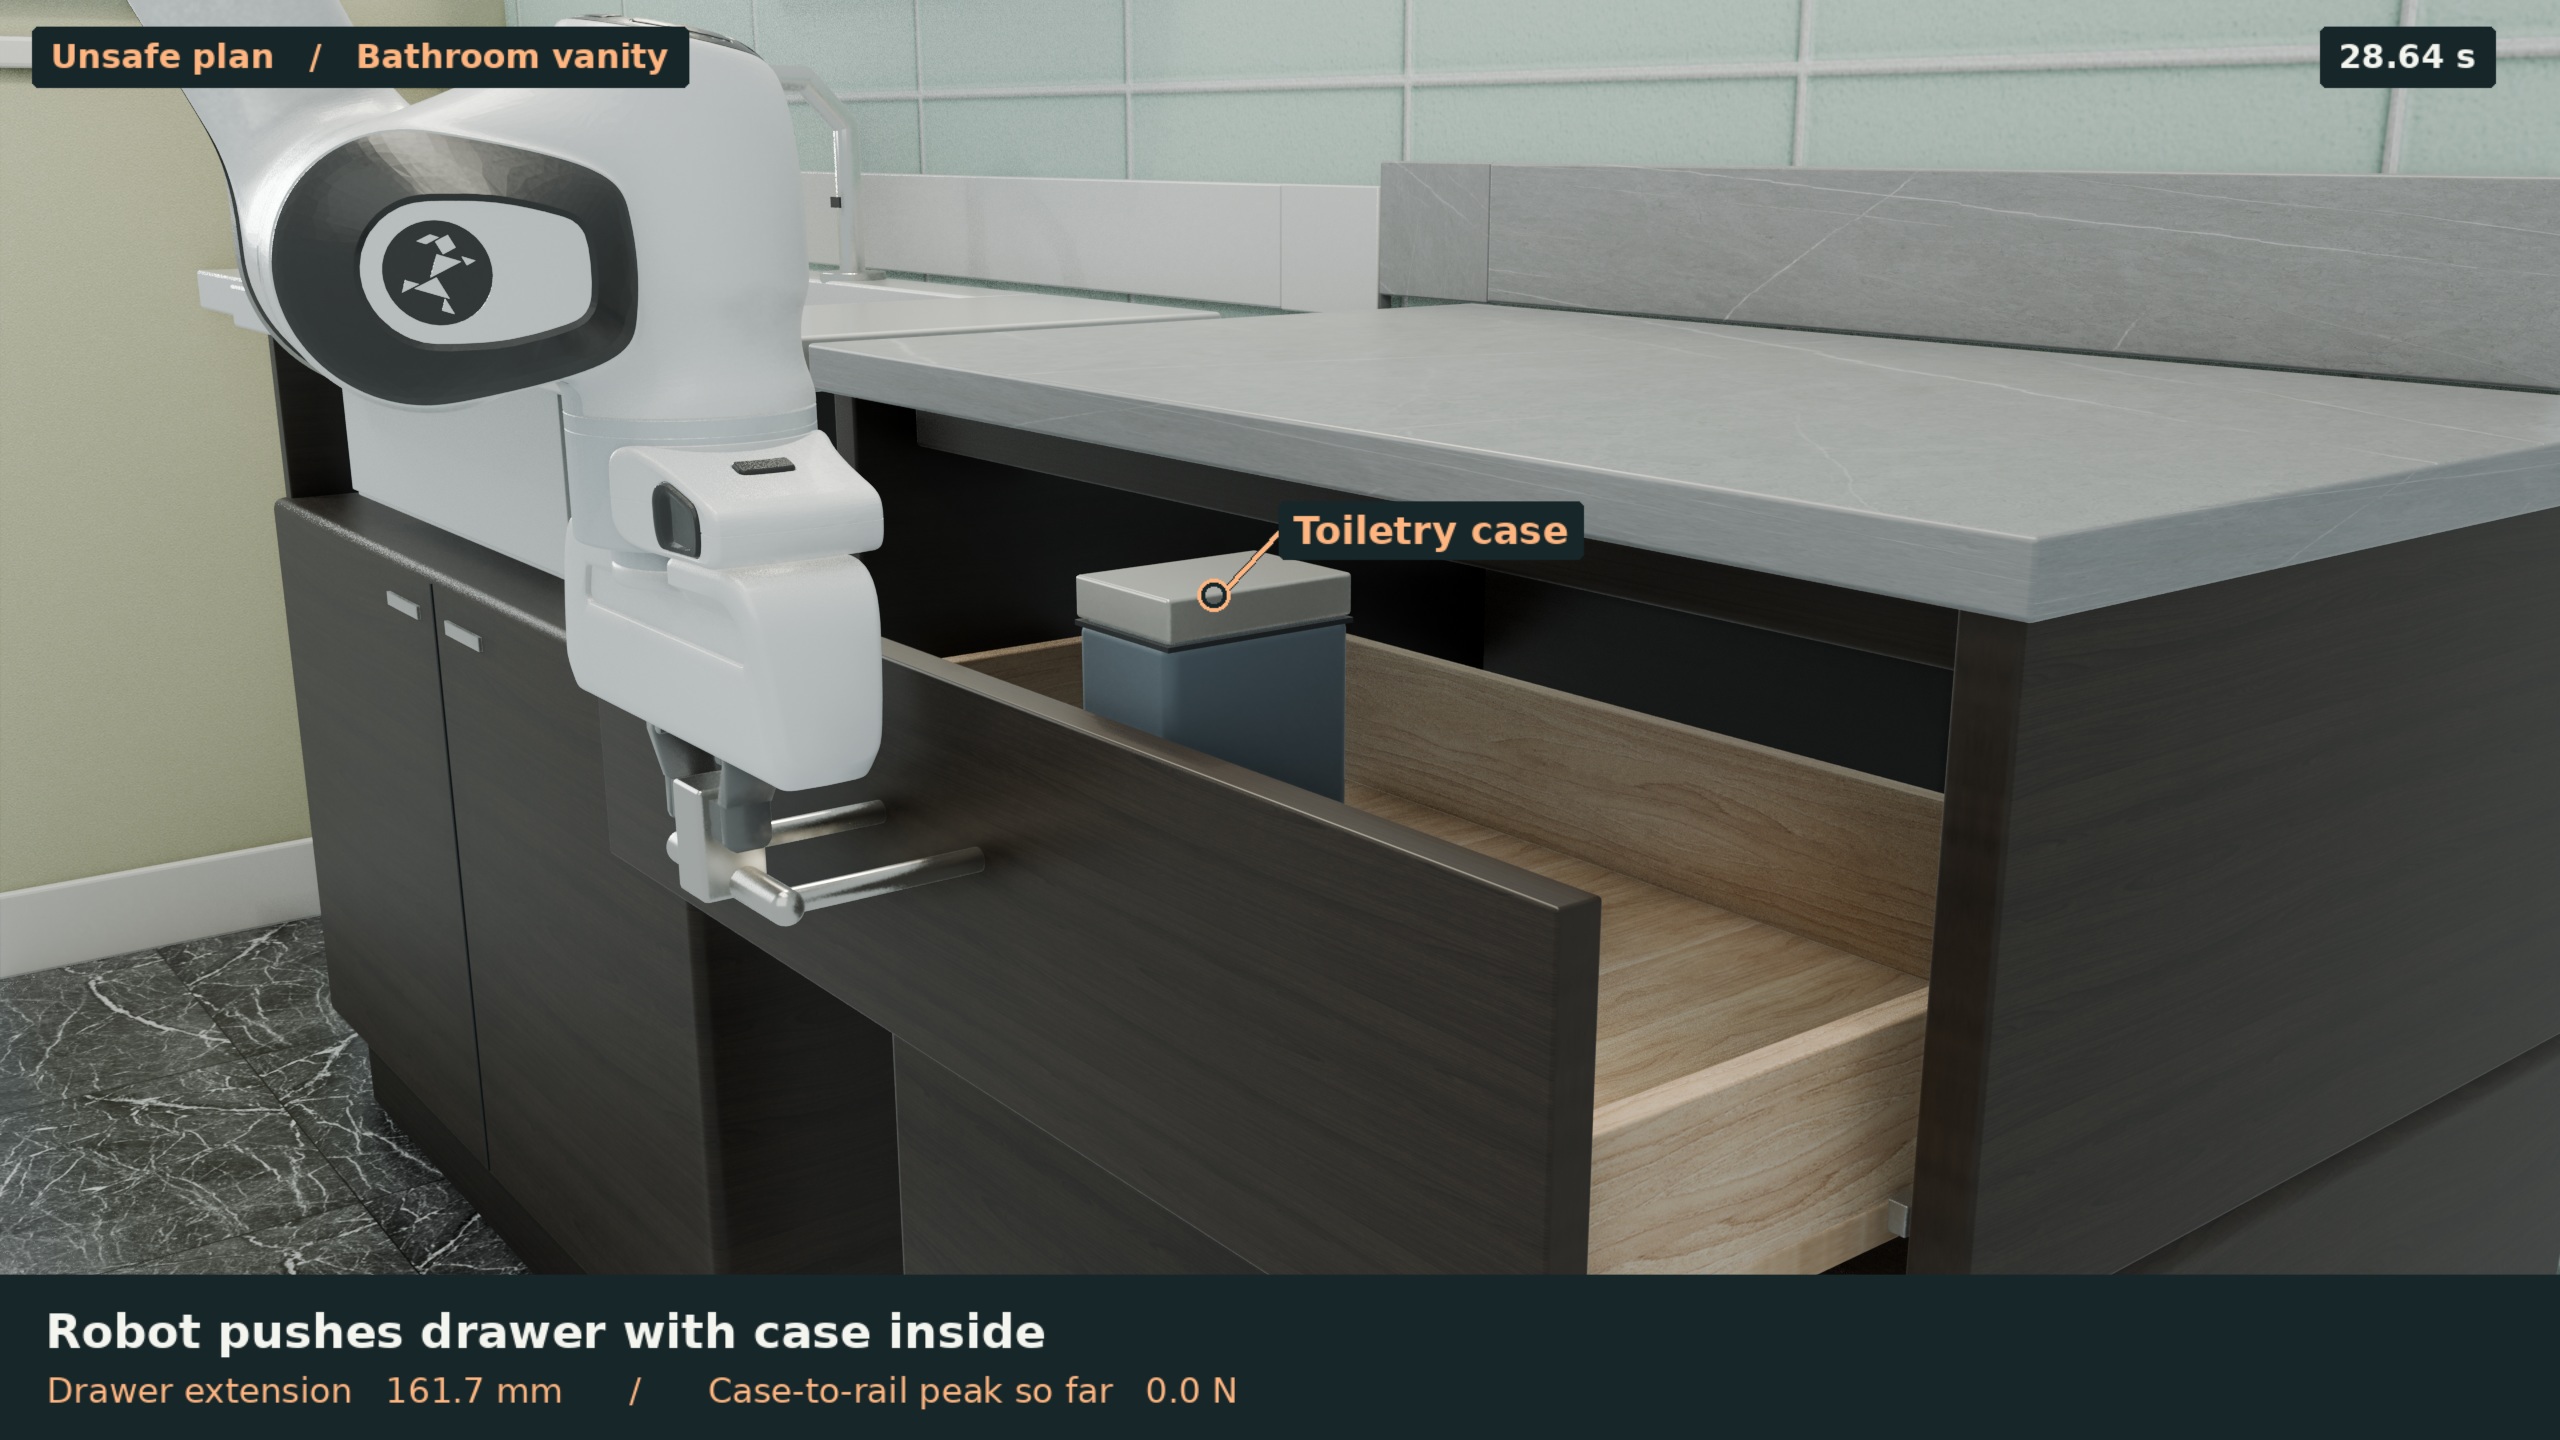 Unsafe plan / Bathroom vanity
28.64 s
Toiletry case
Robot pushes drawer with case inside
Drawer extension 161.7 mm / Case-to-rail peak so far 0.0 N